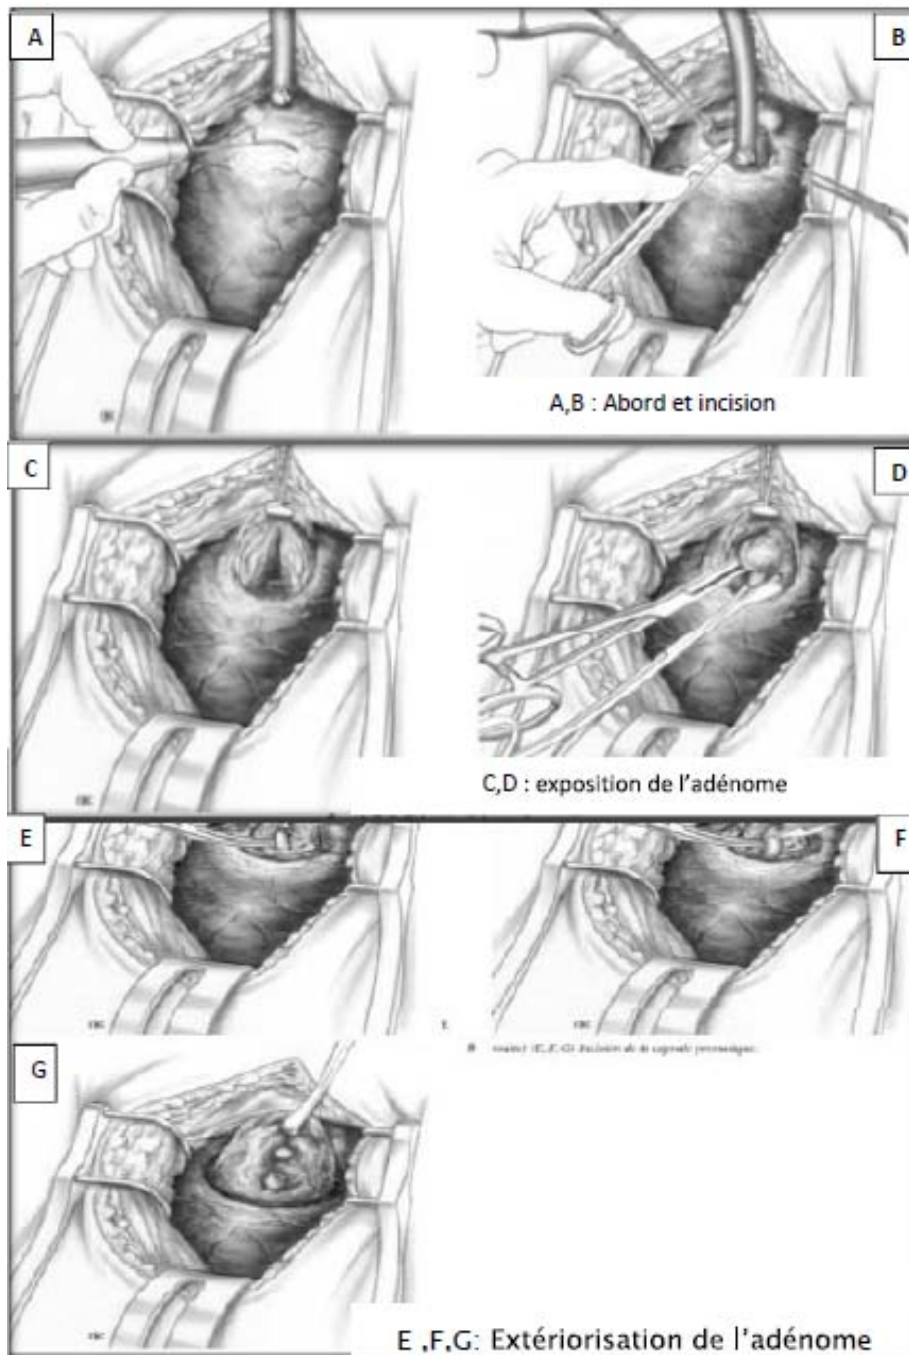 A
B
A,B : Abord et incision
C
D
C,D : exposition de l'adénome
E
F
G
E ,F,G: Extériorisation de l'adénome